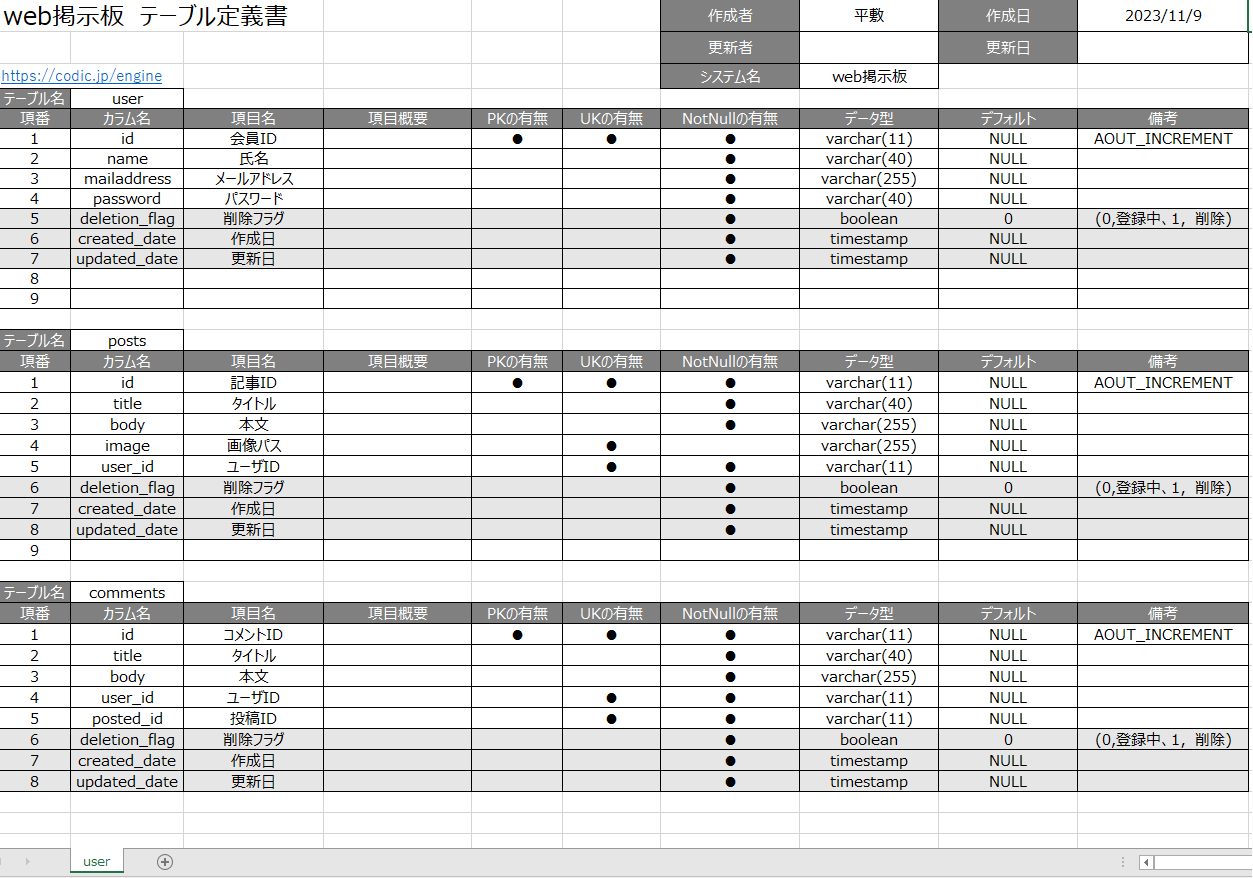 web掲示板 テーブル定義書 作成者 平敷 作成日 2023/11/9
更新者 更新日
https://codic.jp/engine システム名 web掲示板
テーブル名 user
項番 カラム名 項目名 項目概要 PKの有無 UKの有無 NotNullの有無 データ型 デフォルト 備考
1 id 会員ID ● ● ● varchar(11) NULL AOUT_INCREMENT
2 name 氏名 ● varchar(40) NULL
3 mailaddress メールアドレス ● varchar(255) NULL
4 password パスワード ● varchar(40) NULL
5 deletion_flag 削除フラグ ● boolean 0 (0,登録中、1, 削除)
6 created_date 作成日 ● timestamp NULL
7 updated_date 更新日 ● timestamp NULL
8
9
テーブル名 posts
項番 カラム名 項目名 項目概要 PKの有無 UKの有無 NotNullの有無 データ型 デフォルト 備考
1 id 記事ID ● ● ● varchar(11) NULL AOUT_INCREMENT
2 title タイトル ● varchar(40) NULL
3 body 本文 ● varchar(255) NULL
4 image 画像パス ● varchar(255) NULL
5 user_id ユーザID ● ● varchar(11) NULL
6 deletion_flag 削除フラグ ● boolean 0 (0,登録中、1, 削除)
7 created_date 作成日 ● timestamp NULL
8 updated_date 更新日 ● timestamp NULL
9
テーブル名 comments
項番 カラム名 項目名 項目概要 PKの有無 UKの有無 NotNullの有無 データ型 デフォルト 備考
1 id コメントID ● ● ● varchar(11) NULL AOUT_INCREMENT
2 title タイトル ● varchar(40) NULL
3 body 本文 ● varchar(255) NULL
4 user_id ユーザID ● ● varchar(11) NULL
5 posted_id 投稿ID ● ● varchar(11) NULL
6 deletion_flag 削除フラグ ● boolean 0 (0,登録中、1, 削除)
7 created_date 作成日 ● timestamp NULL
8 updated_date 更新日 ● timestamp NULL
user